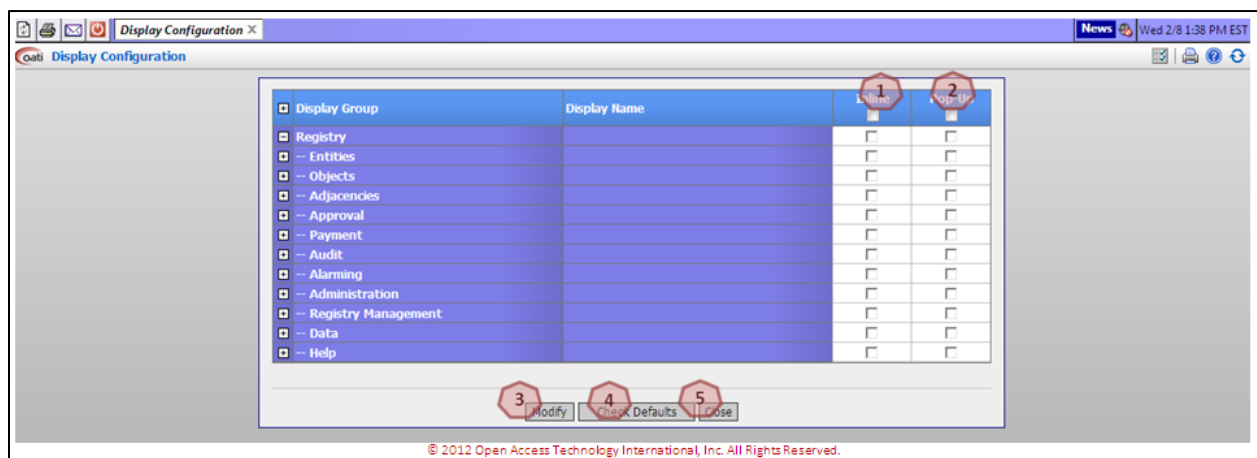 Display Configuration X
News
Wed 2/8 1:38 PM EST
oati Display Configuration
Display Group
Display Name
Inline
Pop-Up
1
2
Registry
-- Entities
-- Objects
-- Adjacencies
-- Approval
-- Payment
-- Audit
-- Alarming
-- Administration
-- Registry Management
-- Data
-- Help
3
Modify
4
Check Defaults
5
Close
© 2012 Open Access Technology International, Inc. All Rights Reserved.